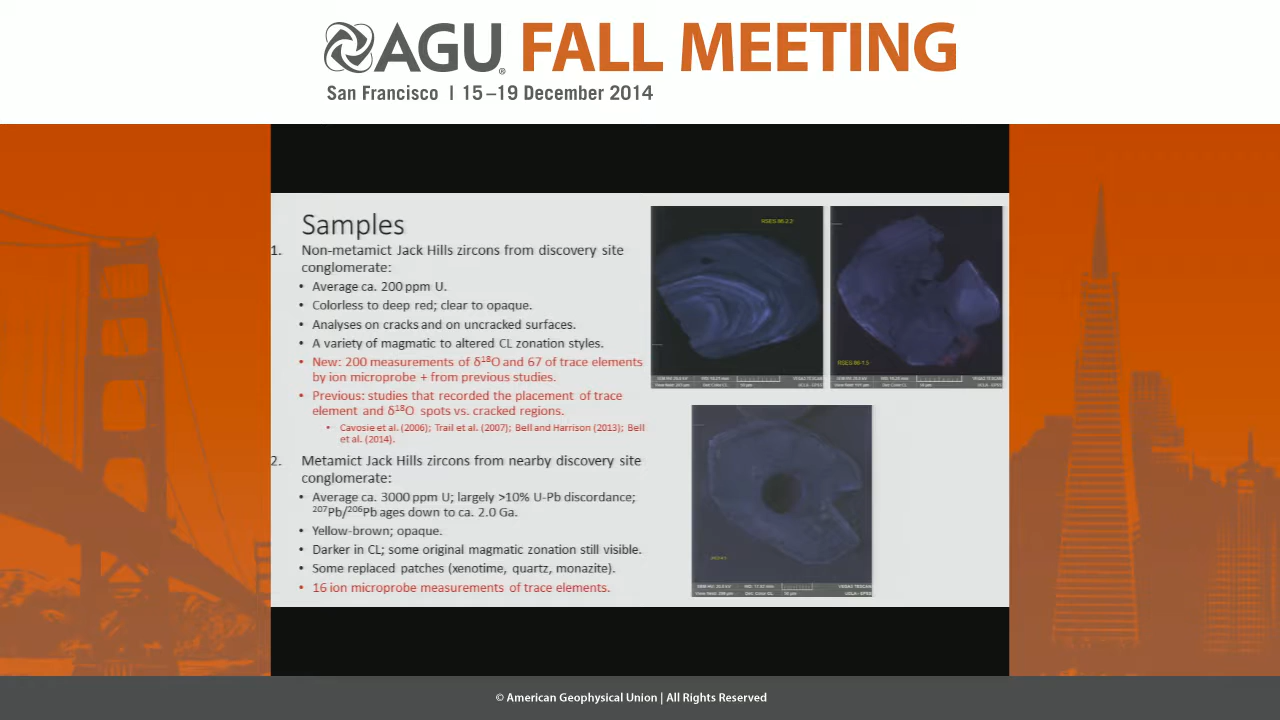 AGU FALL MEETING
San Francisco | 15–19 December 2014
Samples
1. Non-metamict Jack Hills zircons from discovery site
conglomerate:
• Average ca. 200 ppm U.
• Colorless to deep red; clear to opaque.
• Analyses on cracks and on uncracked surfaces.
• A variety of magmatic to altered CL zonation styles.
• New: 200 measurements of δ¹⁸O and 67 of trace elements
by ion microprobe + from previous studies.
• Previous: studies that recorded the placement of trace
element and δ¹⁸O spots vs. cracked regions.
• Cavosie et al. (2006); Trail et al. (2007); Bell and Harrison (2013); Bell
et al. (2014).
2. Metamict Jack Hills zircons from nearby discovery site
conglomerate:
• Average ca. 3000 ppm U; largely >10% U-Pb discordance;
²⁰⁷Pb/²⁰⁶Pb ages down to ca. 2.0 Ga.
• Yellow-brown; opaque.
• Darker in CL; some original magmatic zonation still visible.
• Some replaced patches (xenotime, quartz, monazite).
• 16 ion microprobe measurements of trace elements.
© American Geophysical Union | All Rights Reserved